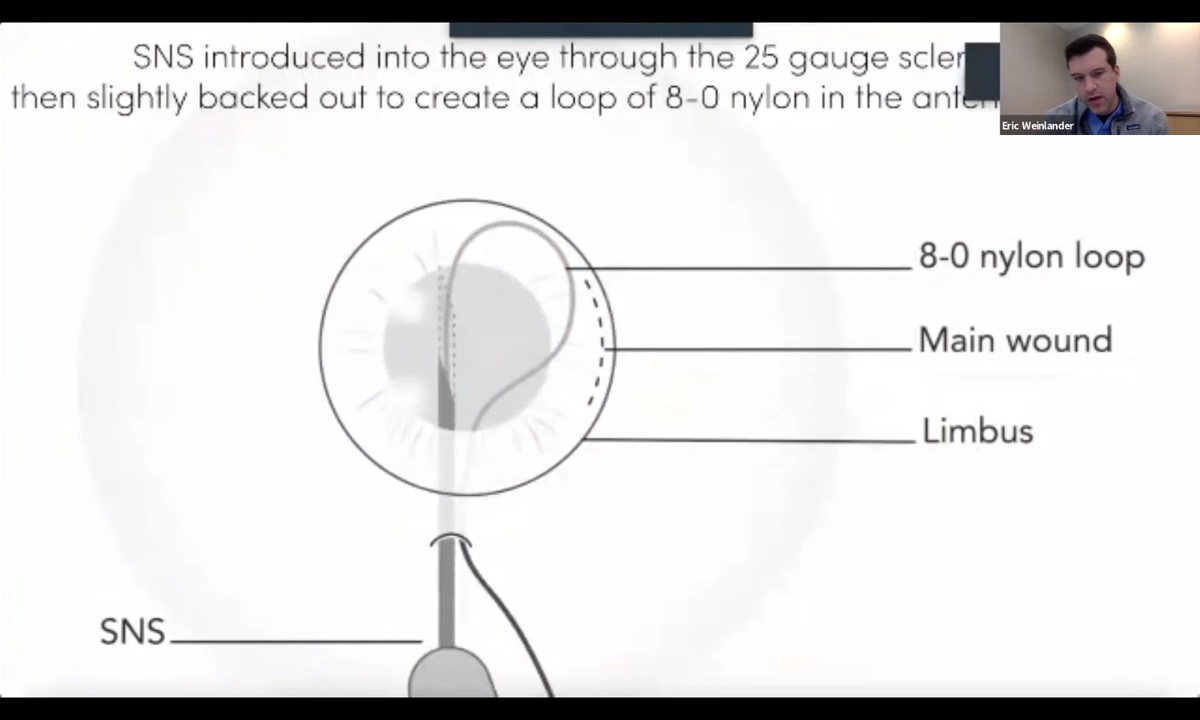 SNS introduced into the eye through the 25 gauge
then slightly backed out to create a loop of 8-0 nylon in the
Eric Weinlander
8-0 nylon loop
Main wound
Limbus
SNS